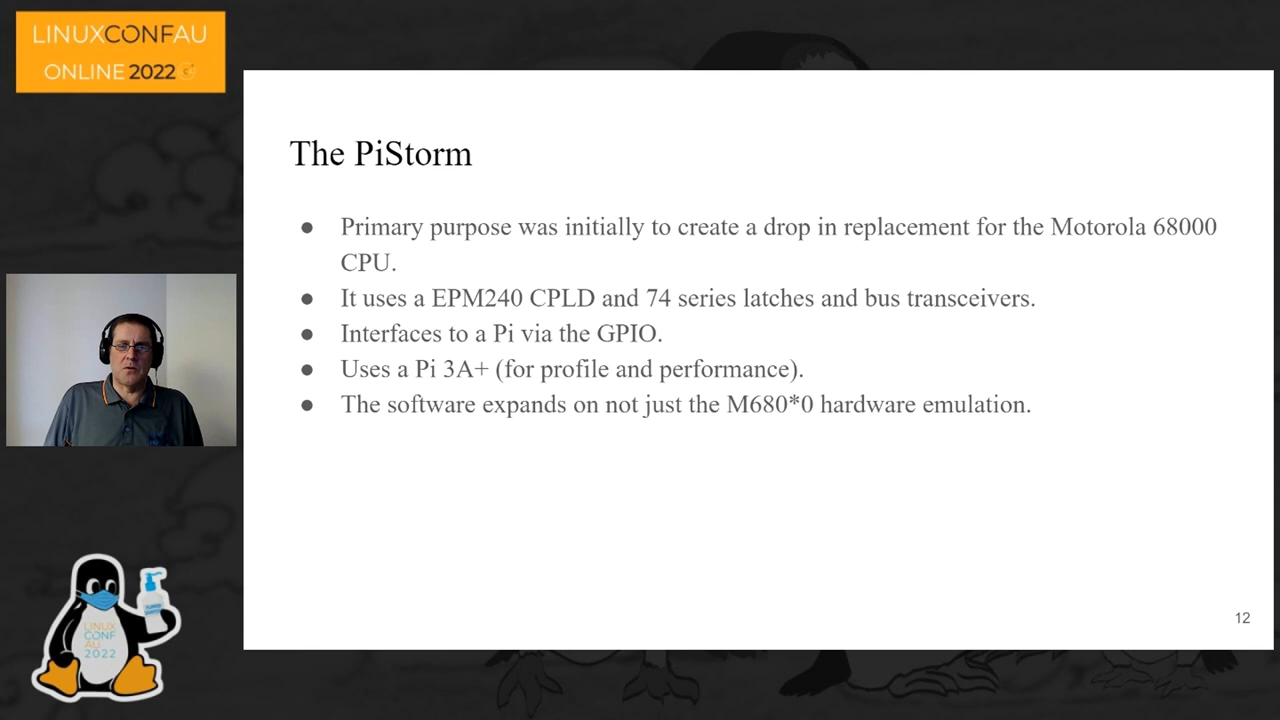 LINUXCONFAU
ONLINE 2022
The PiStorm
● Primary purpose was initially to create a drop in replacement for the Motorola 68000
CPU.
● It uses a EPM240 CPLD and 74 series latches and bus transceivers.
● Interfaces to a Pi via the GPIO.
● Uses a Pi 3A+ (for profile and performance).
● The software expands on not just the M680*0 hardware emulation.
LINUX
CONF
AU
2022
12